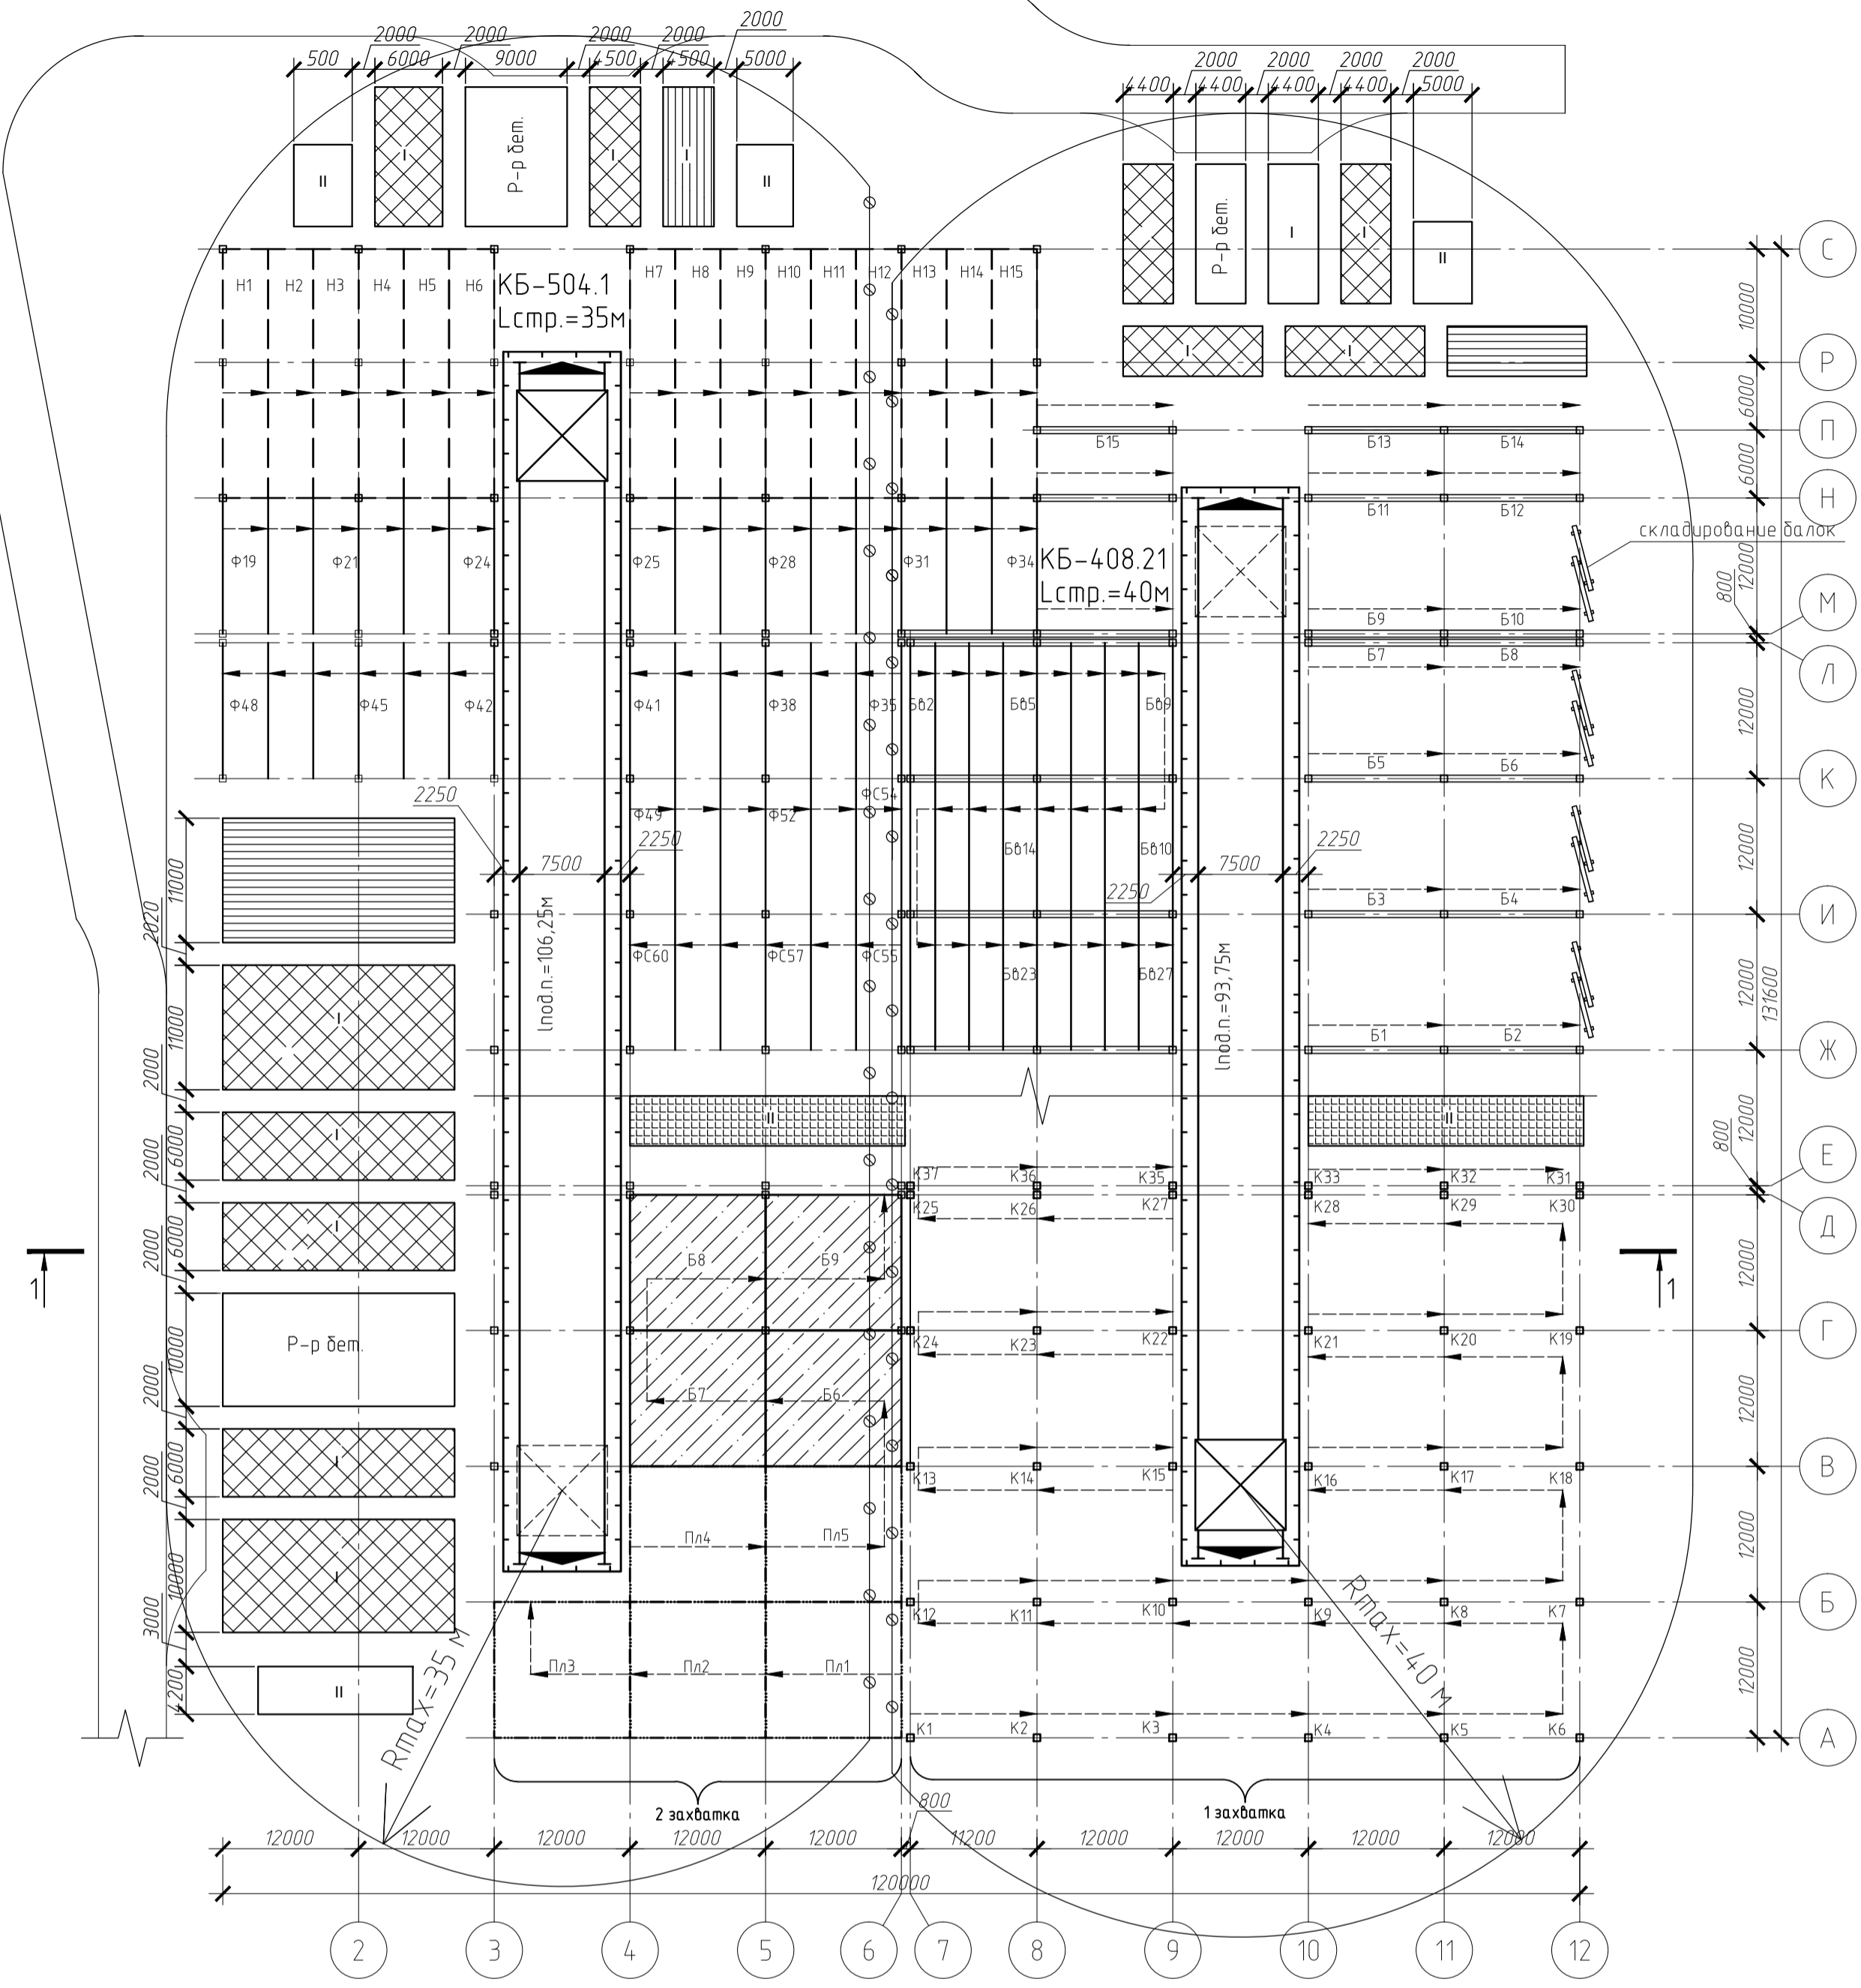 2000
2000 2000 2000 2000
500 6000 9000 4500 4500 5000
2000 2000 2000 2000
4400 4400 4400 4400 5000
II I Р-р бет. I I II
I Р-р бет. I I II
С
Н1 Н2 Н3 Н4 Н5 Н6
КБ-504.1
Lстр.=35м
Н7 Н8 Н9 Н10 Н11 Н12 Н13 Н14 Н15
10000
I I
Р
6000
Б15 Б13 Б14
П
6000
Б11 Б12
Н
складирование балок
Ф19 Ф21 Ф24 Ф25 Ф28 Ф31 Ф34
КБ-408.21
Lстр.=40м
12000
800
Б9 Б10
М
Б7 Б8
Л
Ф48 Ф45 Ф42 Ф41 Ф38 Ф35 Бв2 Бв5 Бв9
12000
Б5 Б6
К
2250
ФС54
Ф49 Ф52
2250
7500
Бв14 Бв10
2250
7500
2250
12000
11000
Б3 Б4
И
2020
lпод.п.=106,25м
lпод.п.=93,75м
ФС60 ФС57 ФС55
Бв23 Бв27
12000
131600
11000
I
Б1 Б2
Ж
2000
II II
12000
800
6000
I
2000
Е
К37 К36 К35 К33 К32 К31
К25 К26 К27 К28 К29 К30
Д
6000
I
2000
Б8 Б9
12000
1 1
10000
Р-р бет.
К24 К23 К22 К21 К20 К19
Г
2000
Б7 Б6
12000
6000
I
2000
К13 К14 К15 К16 К17 К18
В
Пл4 Пл5
12000
10000
I
3000
К12 К11 К10 К9 К8 К7
Б
Rmax=35 м
Rmax=40 м
Пл3 Пл2 Пл1
4200
II
12000
К1 К2 К3 К4 К5 К6
А
2 захватка
1 захватка
800
12000 12000 12000 12000 12000 11200 12000 12000 12000 12000
120000
2 3 4 5 6 7 8 9 10 11 12